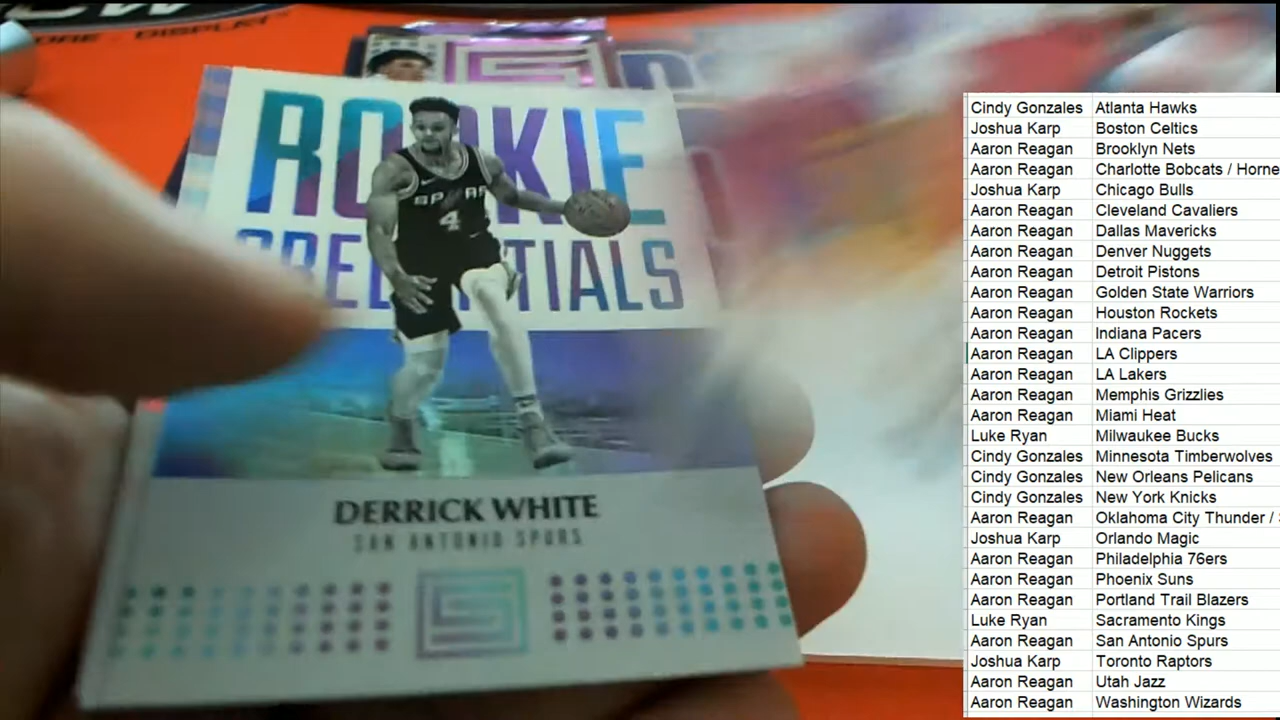 ROOKIE
CREDENTIALS
SPURS
4
DERRICK WHITE
SAN ANTONIO SPURS
Cindy Gonzales Atlanta Hawks
Joshua Karp Boston Celtics
Aaron Reagan Brooklyn Nets
Aaron Reagan Charlotte Bobcats / Horne
Joshua Karp Chicago Bulls
Aaron Reagan Cleveland Cavaliers
Aaron Reagan Dallas Mavericks
Aaron Reagan Denver Nuggets
Aaron Reagan Detroit Pistons
Aaron Reagan Golden State Warriors
Aaron Reagan Houston Rockets
Aaron Reagan Indiana Pacers
Aaron Reagan LA Clippers
Aaron Reagan LA Lakers
Aaron Reagan Memphis Grizzlies
Aaron Reagan Miami Heat
Luke Ryan Milwaukee Bucks
Cindy Gonzales Minnesota Timberwolves
Cindy Gonzales New Orleans Pelicans
Cindy Gonzales New York Knicks
Aaron Reagan Oklahoma City Thunder /
Joshua Karp Orlando Magic
Aaron Reagan Philadelphia 76ers
Aaron Reagan Phoenix Suns
Aaron Reagan Portland Trail Blazers
Luke Ryan Sacramento Kings
Aaron Reagan San Antonio Spurs
Joshua Karp Toronto Raptors
Aaron Reagan Utah Jazz
Aaron Reagan Washington Wizards